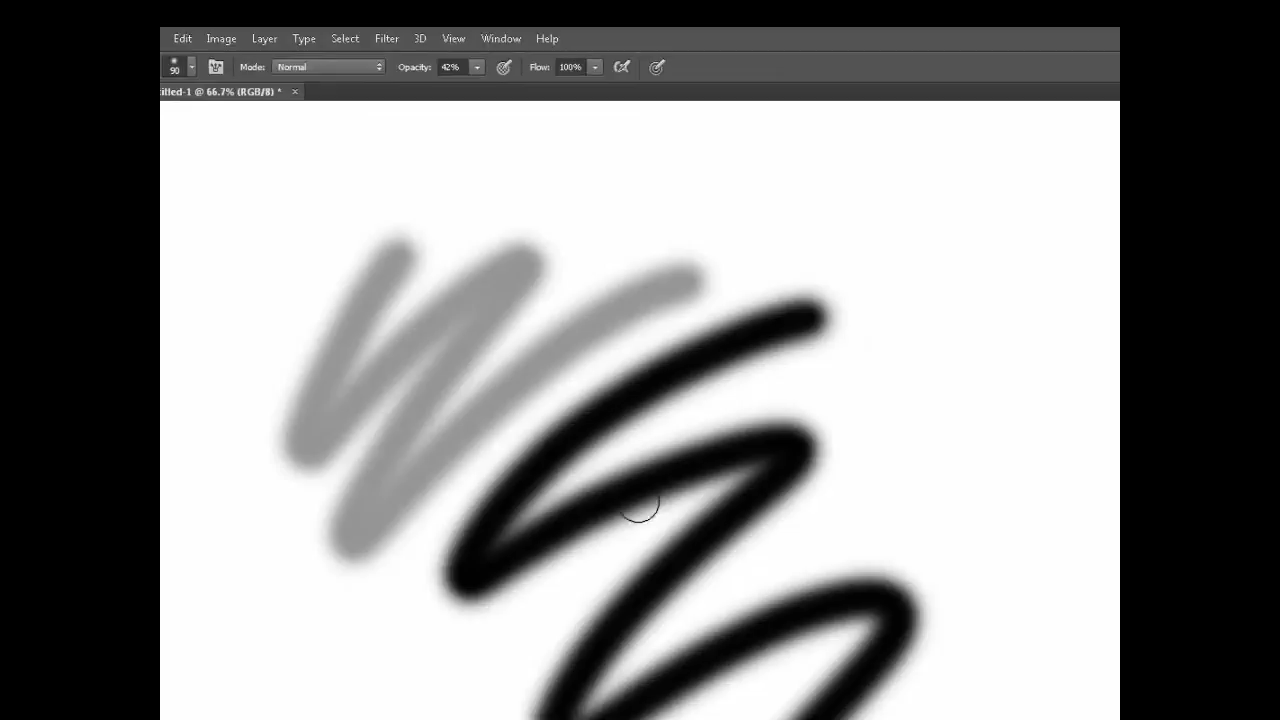 Edit Image Layer Type Select Filter 3D View Window Help
90 Mode: Normal Opacity: 42% Flow: 100%
itled-1 @ 66.7% (RGB/8) * ×